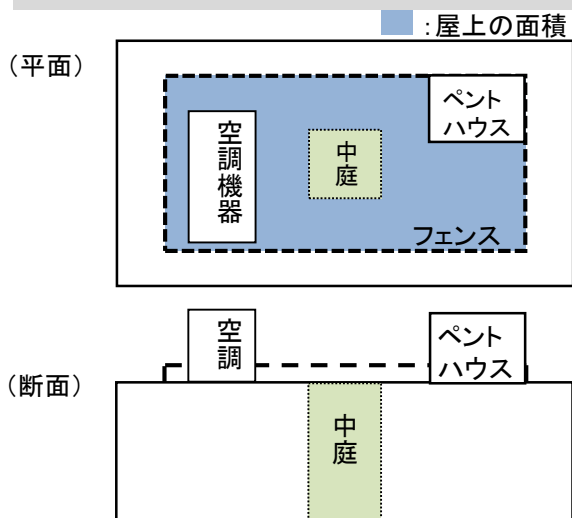 ：屋上の面積
（平面）
ペント
ハウス
空調機器
中庭
フェンス
（断面）
空調
ペント
ハウス
中庭